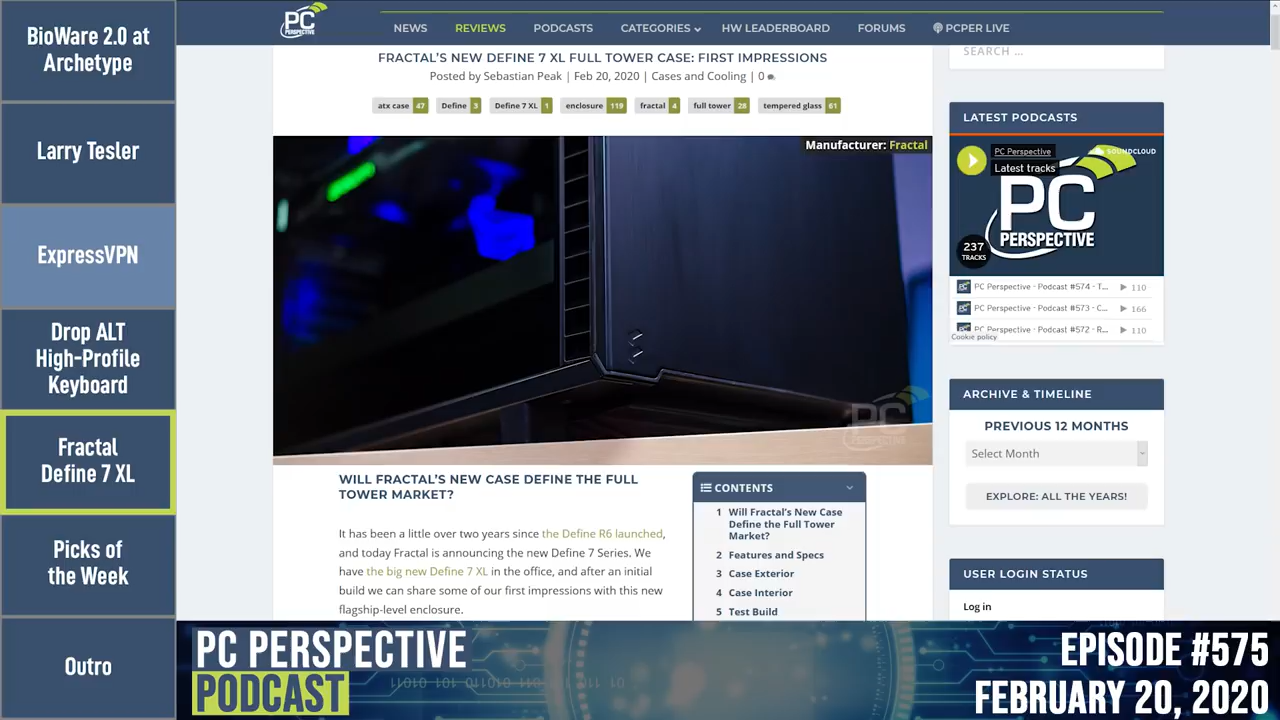 BioWare 2.0 at
Archetype
Larry Tesler
ExpressVPN
Drop ALT
High-Profile
Keyboard
Fractal
Define 7 XL
Picks of
the Week
Outro
PC
PERSPECTIVE
NEWS
REVIEWS
PODCASTS
CATEGORIES
HW LEADERBOARD
FORUMS
PCPER LIVE
FRACTAL'S NEW DEFINE 7 XL FULL TOWER CASE: FIRST IMPRESSIONS
Posted by Sebastian Peak | Feb 20, 2020 | Cases and Cooling | 0
atx case 47
Define 3
Define 7 XL 1
enclosure 119
fractal 4
full tower 28
tempered glass 61
Manufacturer: Fractal
PC
PERSPECTIVE
WILL FRACTAL'S NEW CASE DEFINE THE FULL
TOWER MARKET?
It has been a little over two years since the Define R6 launched,
and today Fractal is announcing the new Define 7 Series. We
have the big new Define 7 XL in the office, and after an initial
build we can share some of our first impressions with this new
flagship-level enclosure.
CONTENTS
1 Will Fractal's New Case
Define the Full Tower
Market?
2 Features and Specs
3 Case Exterior
4 Case Interior
5 Test Build
SEARCH ...
LATEST PODCASTS
PC Perspective
SOUNDCLOUD
Latest tracks
PC
PERSPECTIVE
237
TRACKS
PC Perspective - Podcast #574 - T... 110
PC Perspective - Podcast #573 - C... 166
PC Perspective - Podcast #572 - R... 110
Cookie policy
ARCHIVE & TIMELINE
PREVIOUS 12 MONTHS
Select Month
EXPLORE: ALL THE YEARS!
USER LOGIN STATUS
Log in
PC PERSPECTIVE
PODCAST
EPISODE #575
FEBRUARY 20, 2020